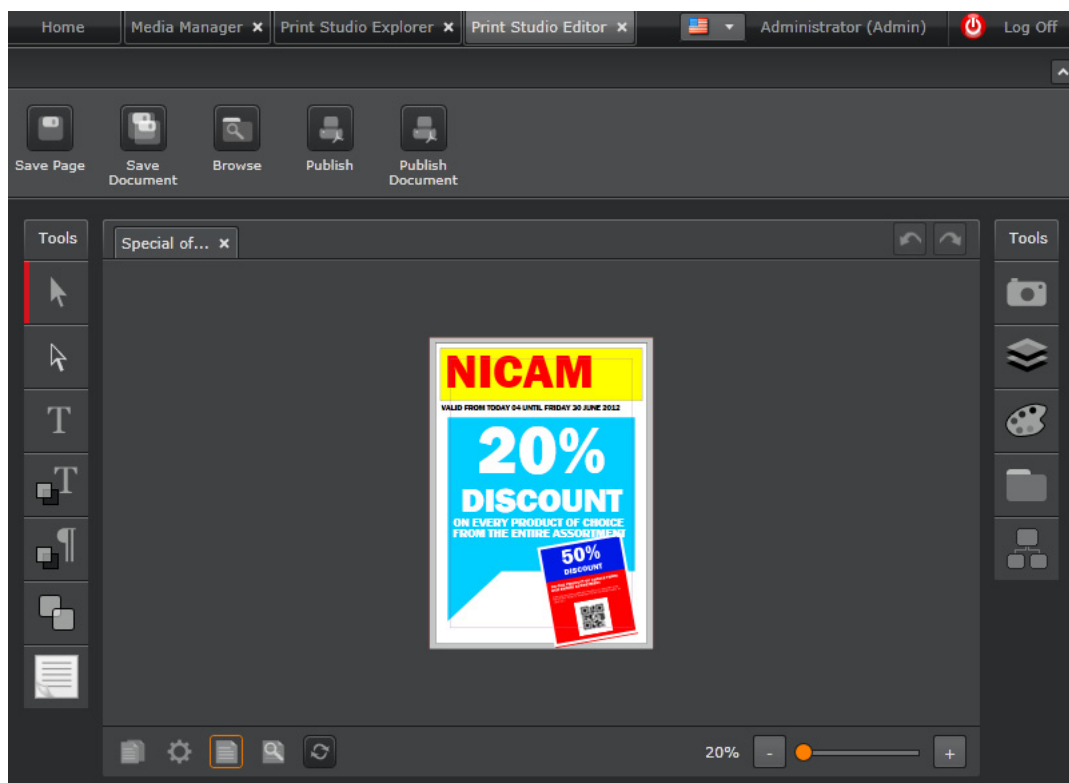 Home
Media Manager ×
Print Studio Explorer ×
Print Studio Editor ×
Administrator (Admin)
Log Off
Save Page
Save
Document
Browse
Publish
Publish
Document
Tools
Special of... ×
Tools
T
T
¶
NICAM
VALID FROM TODAY 04 UNTIL FRIDAY 30 JUNE 2012
20%
DISCOUNT
ON EVERY PRODUCT OF CHOICE
FROM THE ENTIRE ASSORTMENT
50%
DISCOUNT
20%
-
+